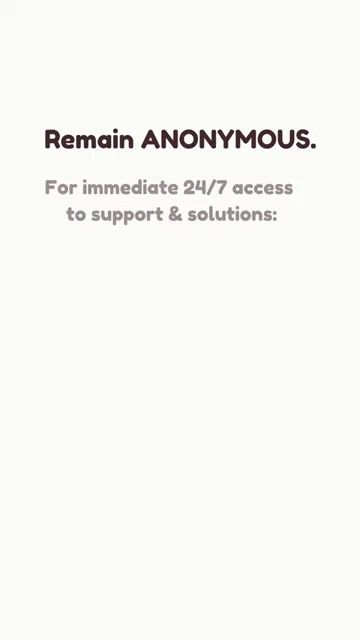 Remain ANONYMOUS.
For immediate 24/7 access
to support & solutions: